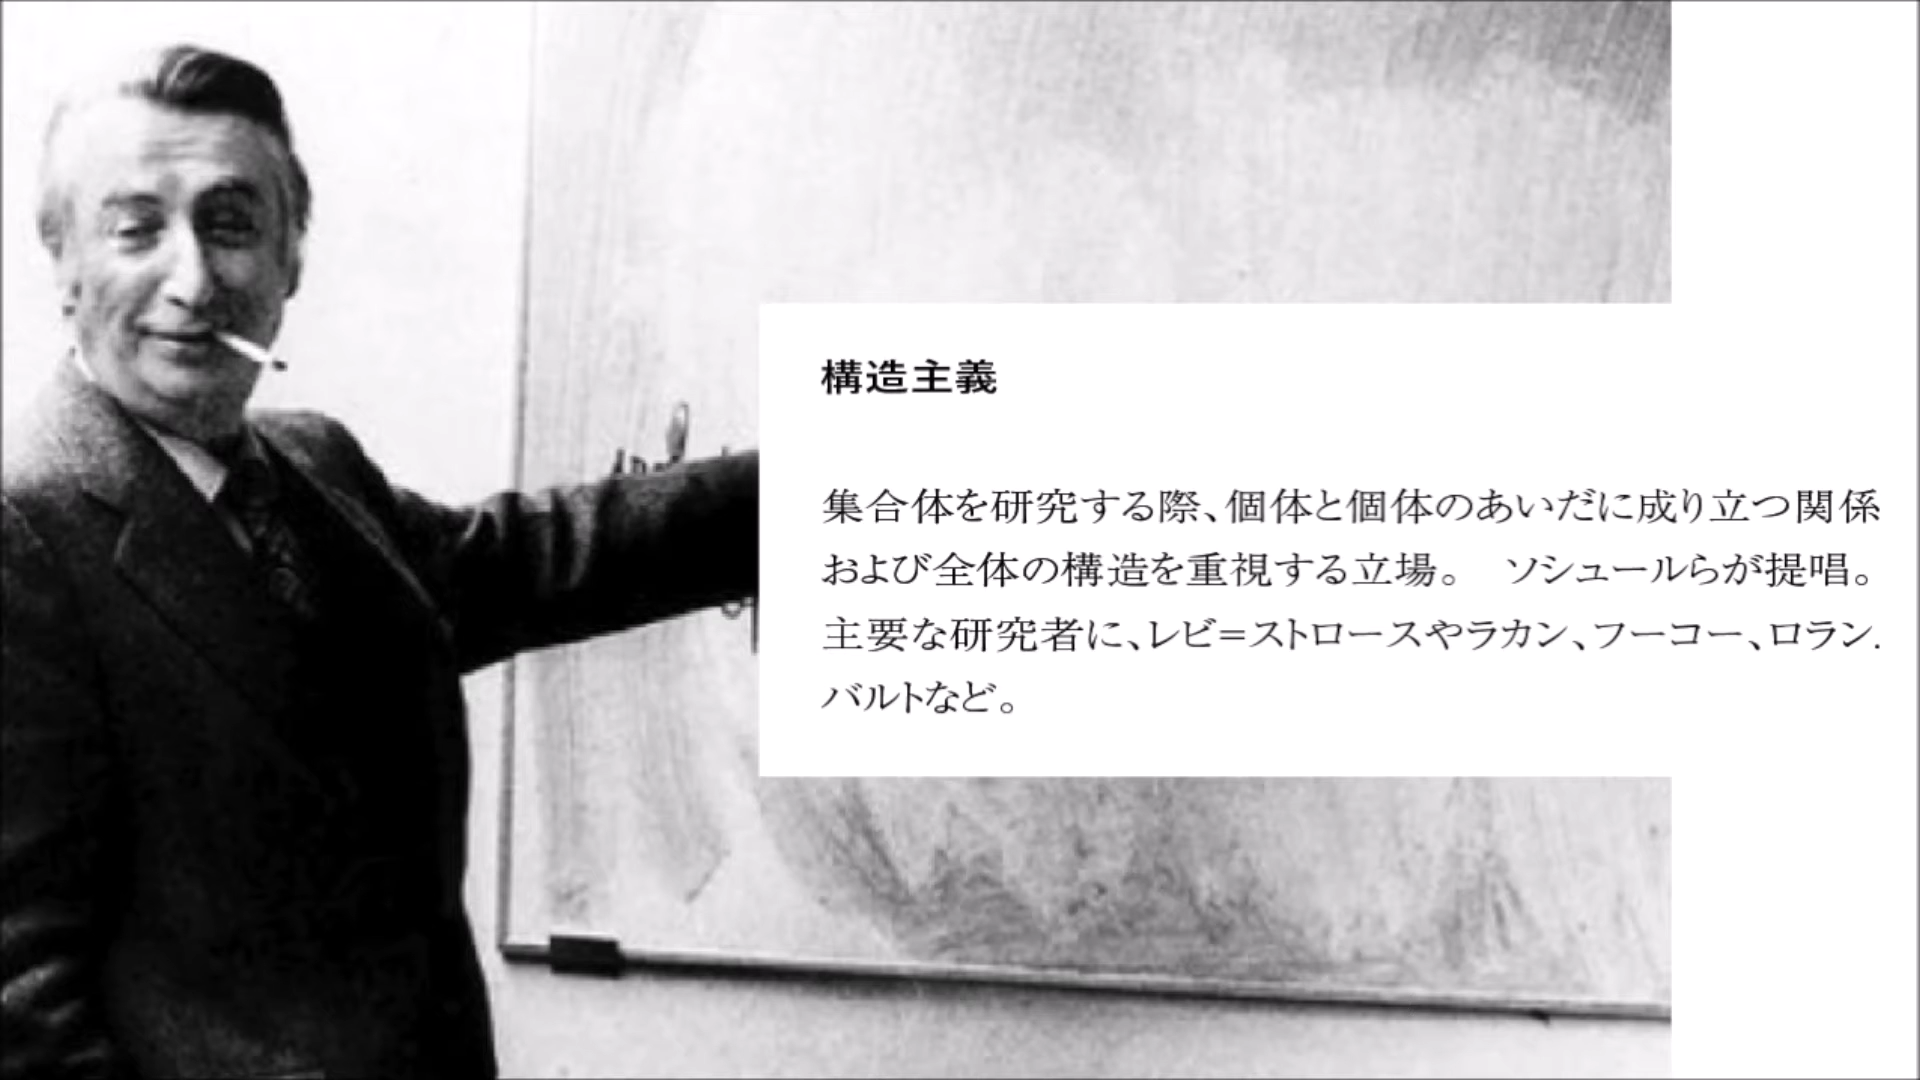 構造主義
集合体を研究する際、個体と個体のあいだに成り立つ関係
および全体の構造を重視する立場。　ソシュールらが提唱。
主要な研究者に、レビ=ストロースやラカン、フーコー、ロラン.
バルトなど。